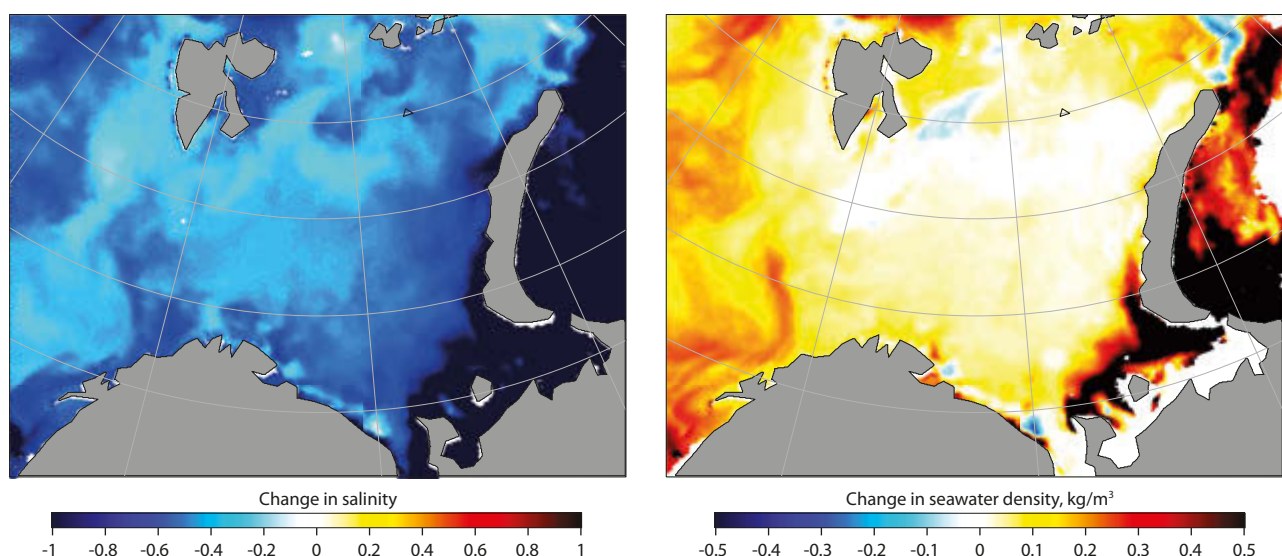 Change in salinity
-1 -0.8 -0.6 -0.4 -0.2 0 0.2 0.4 0.6 0.8 1
Change in seawater density, kg/m³
-0.5 -0.4 -0.3 -0.2 -0.1 0 0.1 0.2 0.3 0.4 0.5